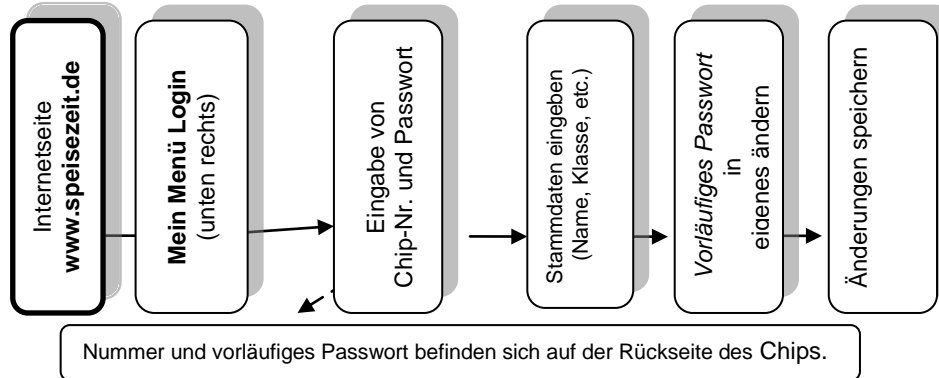 Internetseite
www.speisezeit.de
Mein Menü Login
(unten rechts)
Eingabe von
Chip-Nr. und Passwort
Stammdaten eingeben
(Name, Klasse, etc.)
Vorläufiges Passwort
in
eigenes ändern
Änderungen speichern
Nummer und vorläufiges Passwort befinden sich auf der Rückseite des Chips.